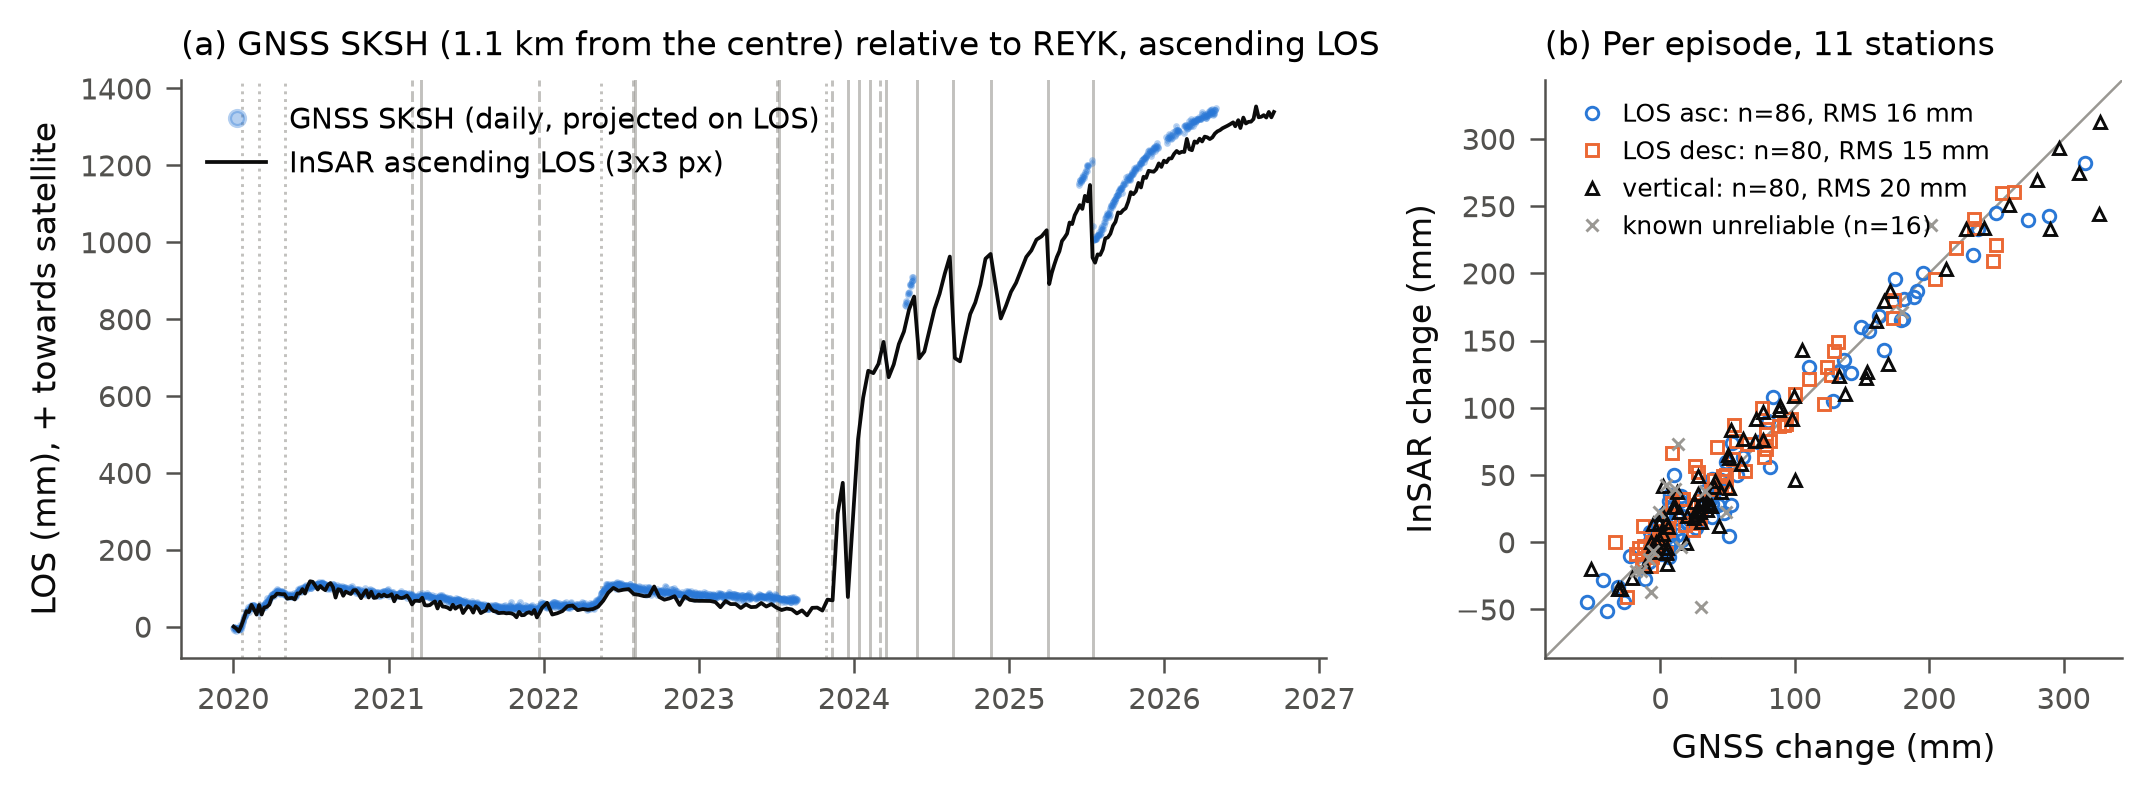 (a) GNSS SKSH (1.1 km from the centre) relative to REYK, ascending LOS
LOS (mm), + towards satellite
1400
1200
1000
800
600
400
200
0
GNSS SKSH (daily, projected on LOS)
InSAR ascending LOS (3x3 px)
2020 2021 2022 2023 2024 2025 2026 2027
(b) Per episode, 11 stations
InSAR change (mm)
300
250
200
150
100
50
0
−50
LOS asc: n=86, RMS 16 mm
LOS desc: n=80, RMS 15 mm
vertical: n=80, RMS 20 mm
known unreliable (n=16)
0 100 200 300
GNSS change (mm)